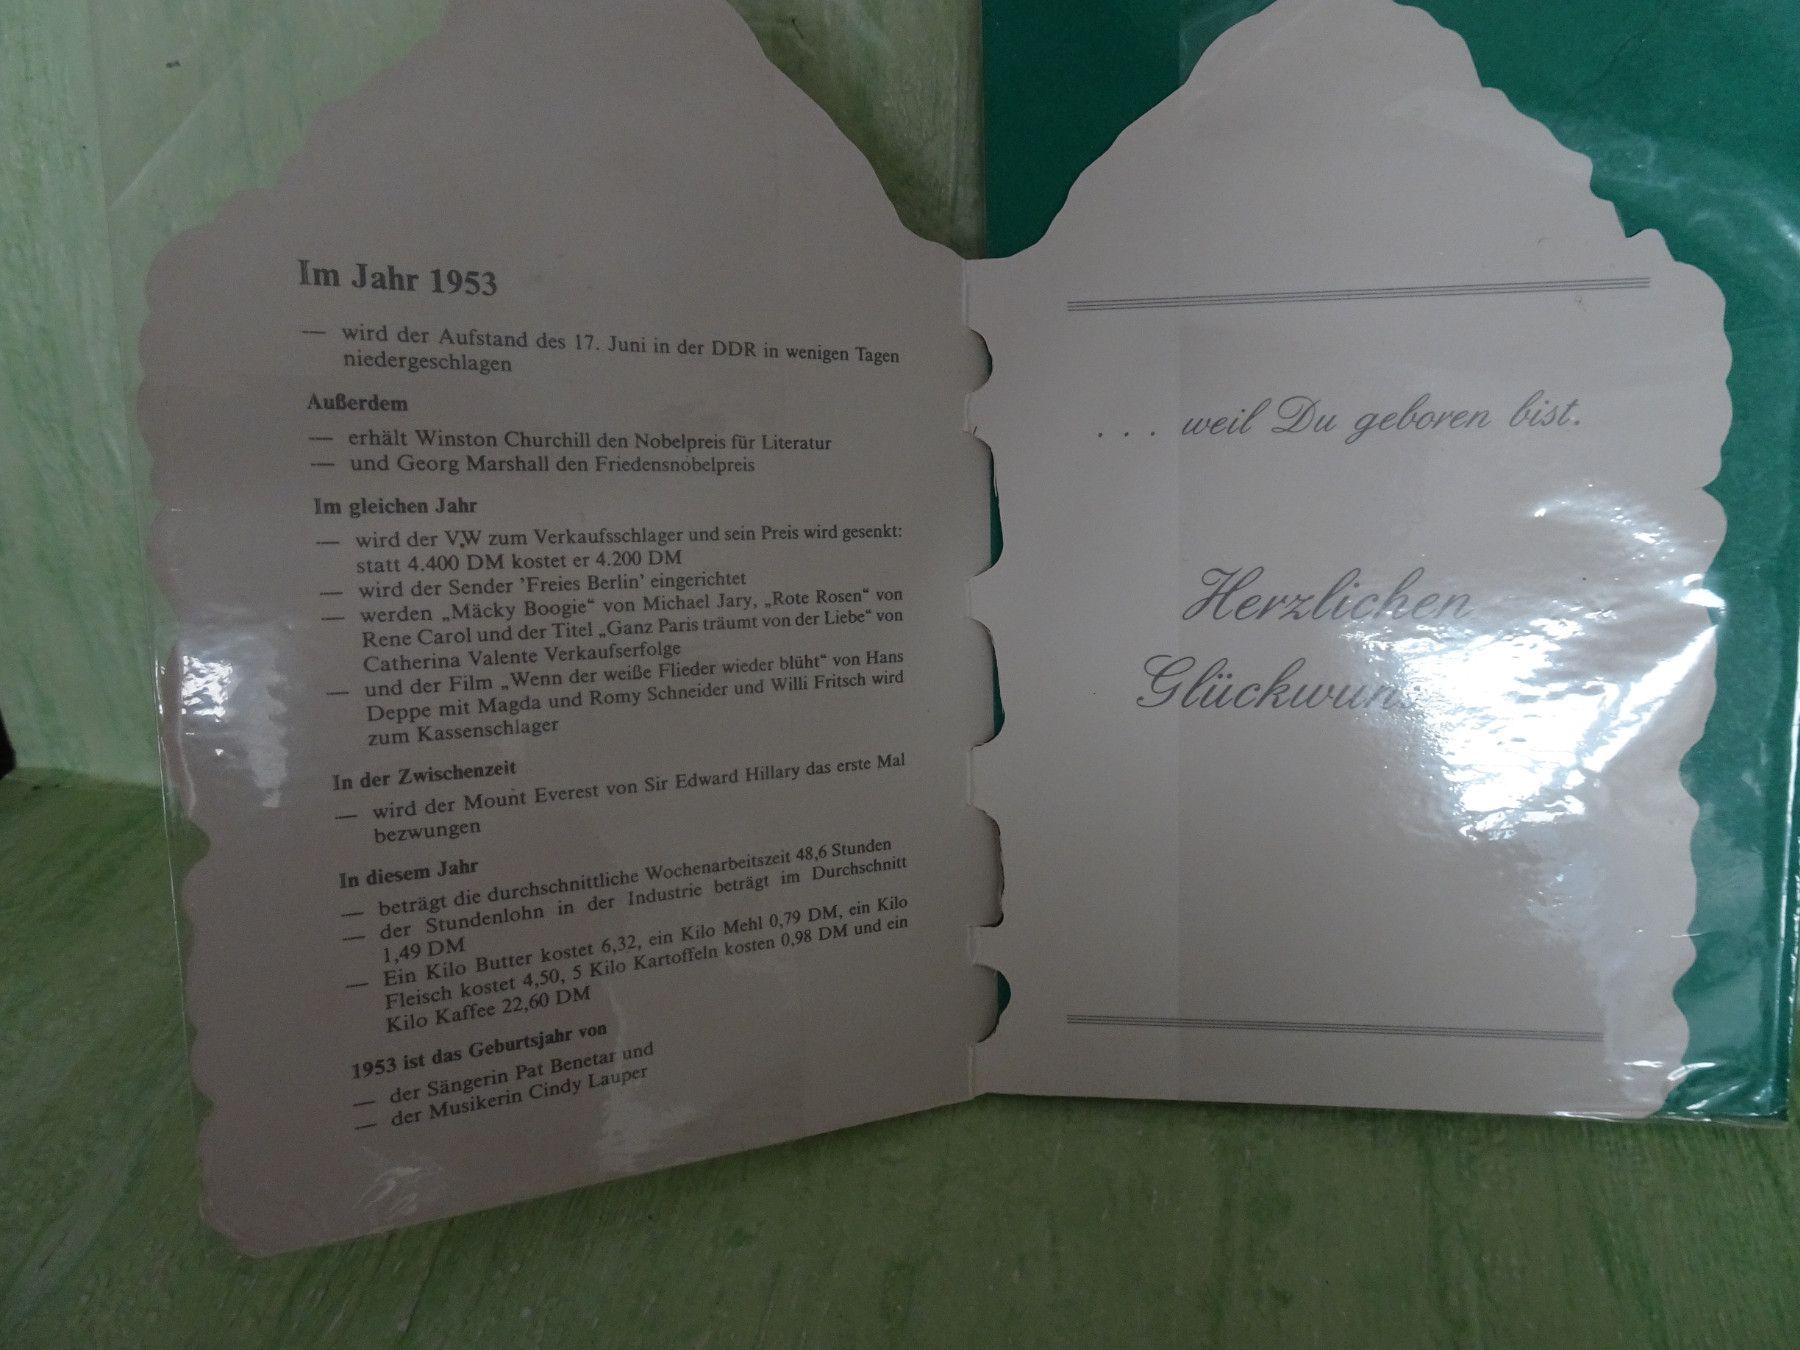 Im Jahr 1953
— wird der Aufstand des 17. Juni in der DDR in wenigen Tagen
niedergeschlagen
Außerdem
— erhält Winston Churchill den Nobelpreis für Literatur
— und Georg Marshall den Friedensnobelpreis
Im gleichen Jahr
— wird der VW zum Verkaufsschlager und sein Preis wird gesenkt:
statt 4.400 DM kostet er 4.200 DM
— wird der Sender 'Freies Berlin' eingerichtet
— werden „Mäcky Boogie“ von Michael Jary, „Rote Rosen“ von
Rene Carol und der Titel „Ganz Paris träumt von der Liebe“ von
Catherina Valente Verkaufserfolge
— und der Film „Wenn der weiße Flieder wieder blüht“ von Hans
Deppe mit Magda und Romy Schneider und Willi Fritsch wird
zum Kassenschlager
In der Zwischenzeit
— wird der Mount Everest von Sir Edward Hillary das erste Mal
bezwungen
In diesem Jahr
— beträgt die durchschnittliche Wochenarbeitszeit 48,6 Stunden
— der Stundenlohn in der Industrie beträgt im Durchschnitt
1,49 DM
— Ein Kilo Butter kostet 6,32, ein Kilo Mehl 0,79 DM, ein Kilo
Fleisch kostet 4,50, 5 Kilo Kartoffeln kosten 0,98 DM und ein
Kilo Kaffee 22,60 DM
1953 ist das Geburtsjahr von
— der Sängerin Pat Benetar und
— der Musikerin Cindy Lauper
. . . weil Du geboren bist.
Herzlichen